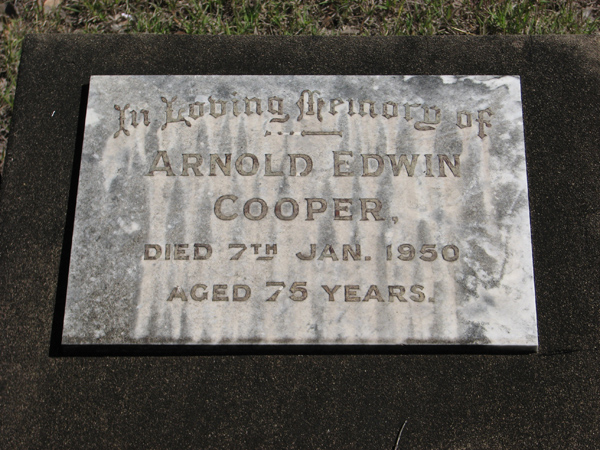 In Loving Memory of
ARNOLD EDWIN
COOPER,
DIED 7TH JAN. 1950
AGED 75 YEARS.